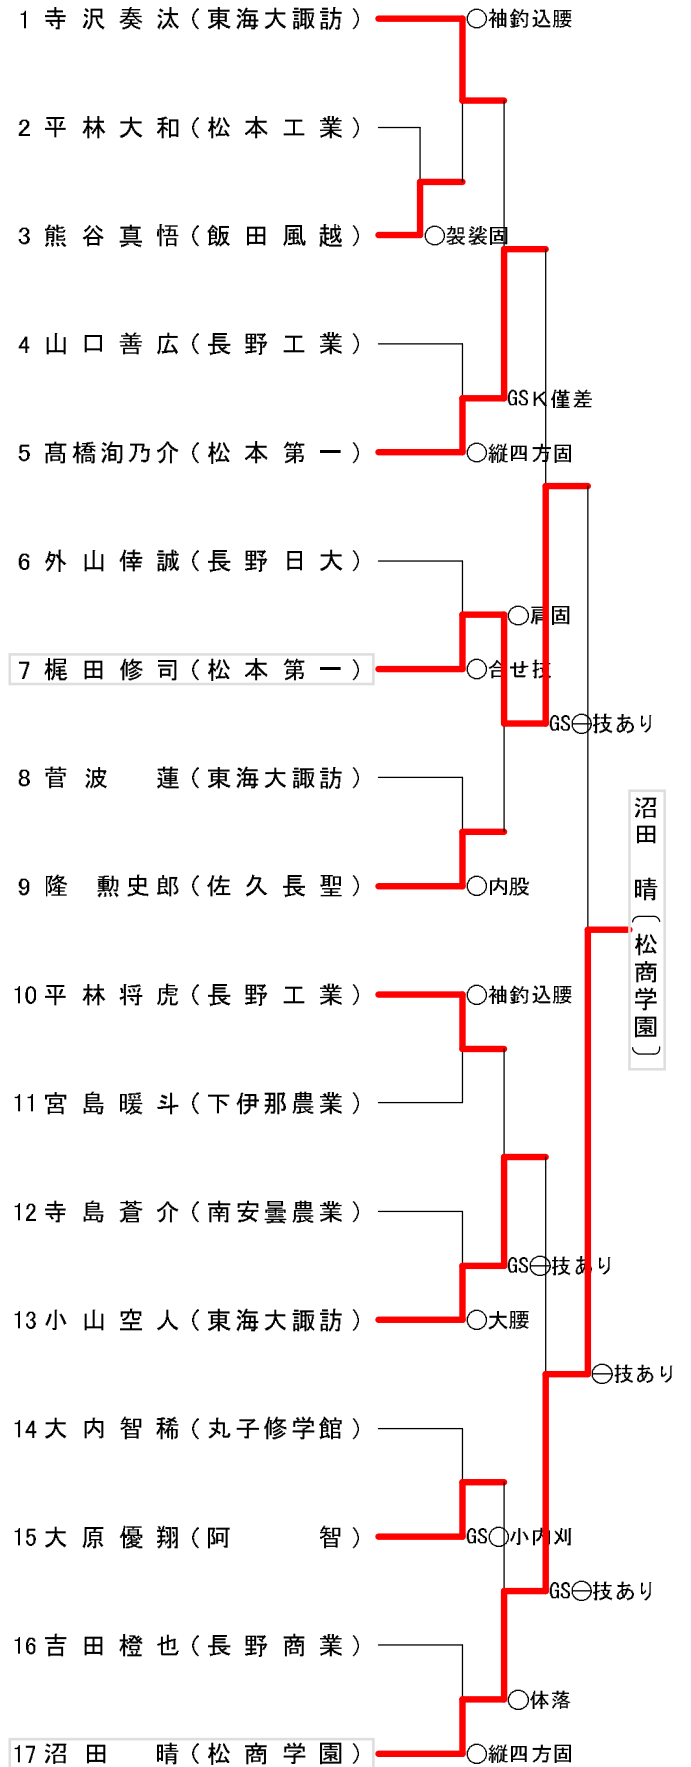 1 寺沢奏汰（東海大諏訪） ○袖釣込腰
2 平林大和（松本工業）
3 熊谷真悟（飯田風越） ○袈裟固
4 山口善広（長野工業）
GSK僅差
5 髙橋洵乃介（松本第一） ○縦四方固
6 外山倖誠（長野日大）
○肩固
7 梶田修司（松本第一） ○合せ技
GS⊖技あり
8 菅波 蓮（東海大諏訪）
9 隆 勲史郎（佐久長聖） ○内股
沼田 晴（松商学園）
10 平林将虎（長野工業） ○袖釣込腰
11 宮島暖斗（下伊那農業）
12 寺島蒼介（南安曇農業）
GS⊖技あり
13 小山空人（東海大諏訪） ○大腰
⊖技あり
14 大内智稀（丸子修学館）
15 大原優翔（阿 智） GS○小内刈
GS⊖技あり
16 吉田橙也（長野商業）
○体落
17 沼田 晴（松商学園） ○縦四方固